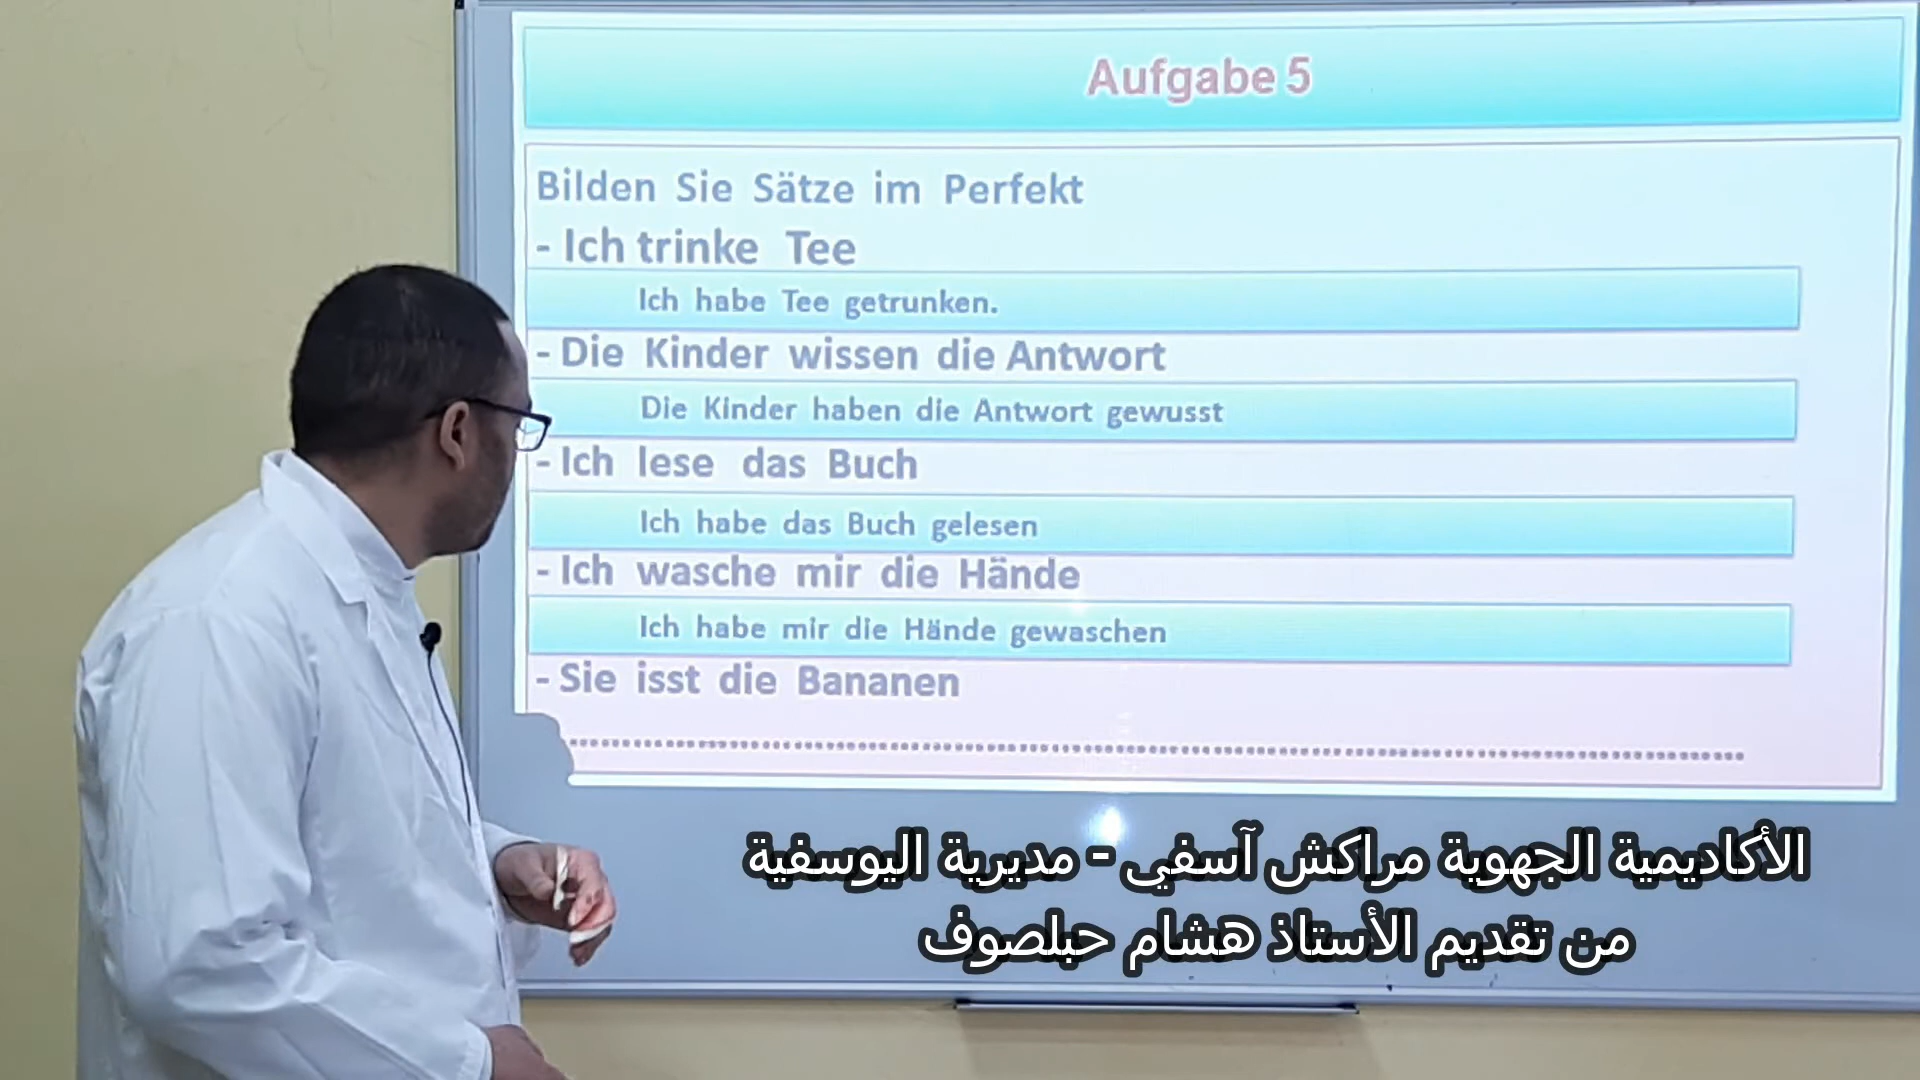 Aufgabe 5
Bilden Sie Sätze im Perfekt
- Ich trinke Tee
Ich habe Tee getrunken.
- Die Kinder wissen die Antwort
Die Kinder haben die Antwort gewusst
- Ich lese das Buch
Ich habe das Buch gelesen
- Ich wasche mir die Hände
Ich habe mir die Hände gewaschen
- Sie isst die Bananen
الأكاديمية الجهوية مراكش آسفي - مديرية اليوسفية
من تقديم الأستاذ هشام حبلصوف